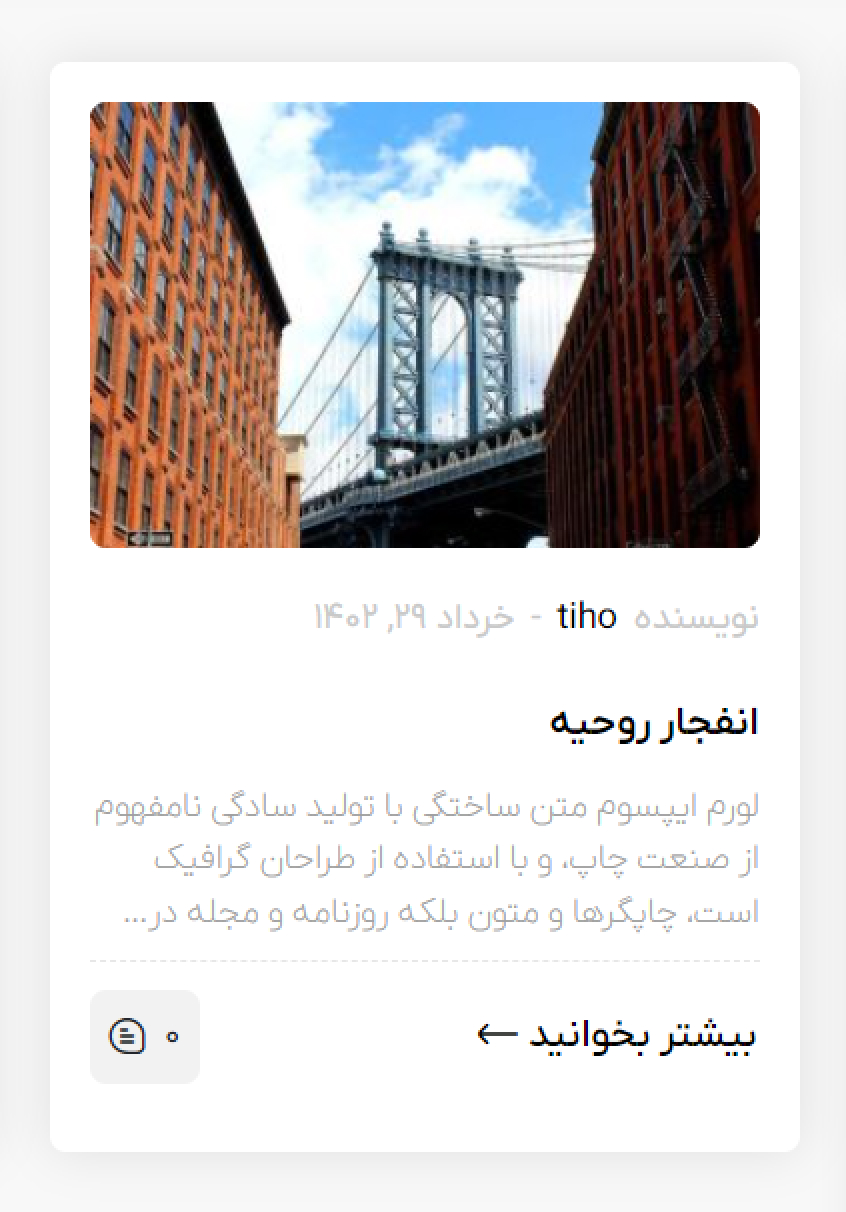 نویسنده tiho - خرداد ۲۹, ۱۴۰۲
انفجار روحیه
لورم ایپسوم متن ساختگی با تولید سادگی نامفهوم
از صنعت چاپ، و با استفاده از طراحان گرافیک
است، چاپگرها و متون بلکه روزنامه و مجله در...
بیشتر بخوانید ←
۰